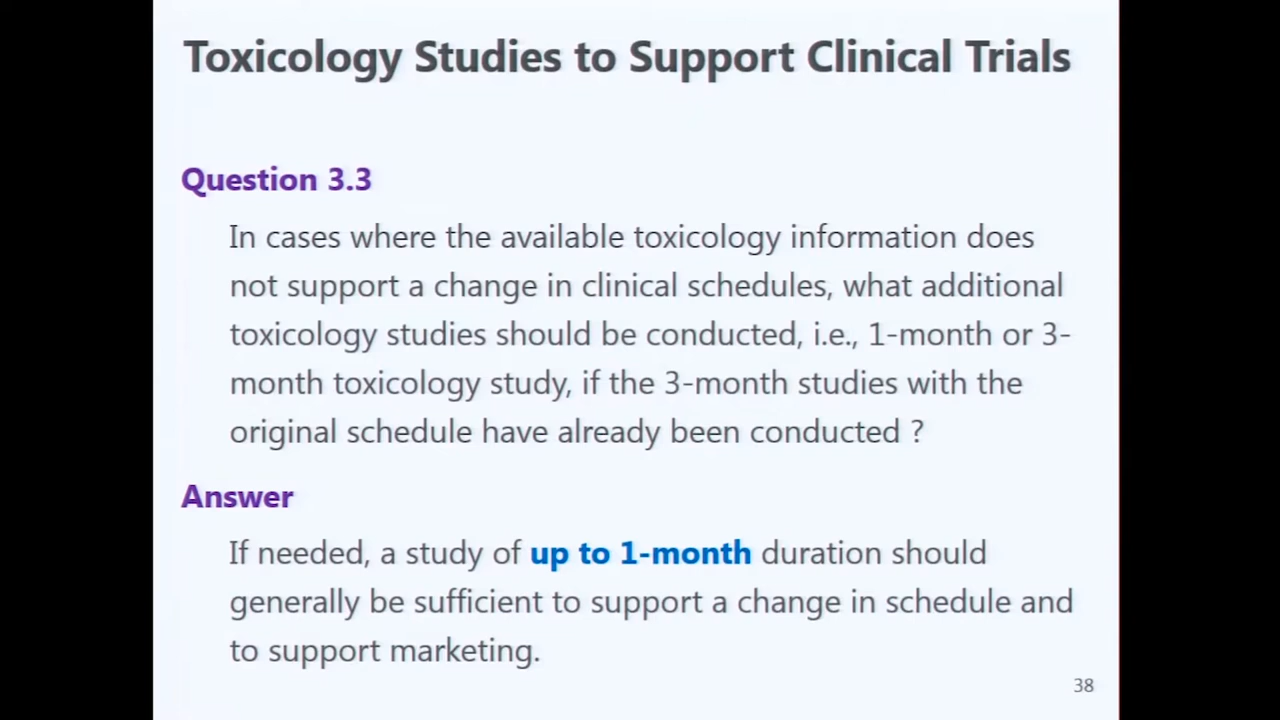 Toxicology Studies to Support Clinical Trials
Question 3.3
In cases where the available toxicology information does
not support a change in clinical schedules, what additional
toxicology studies should be conducted, i.e., 1-month or 3-
month toxicology study, if the 3-month studies with the
original schedule have already been conducted ?
Answer
If needed, a study of up to 1-month duration should
generally be sufficient to support a change in schedule and
to support marketing.
38